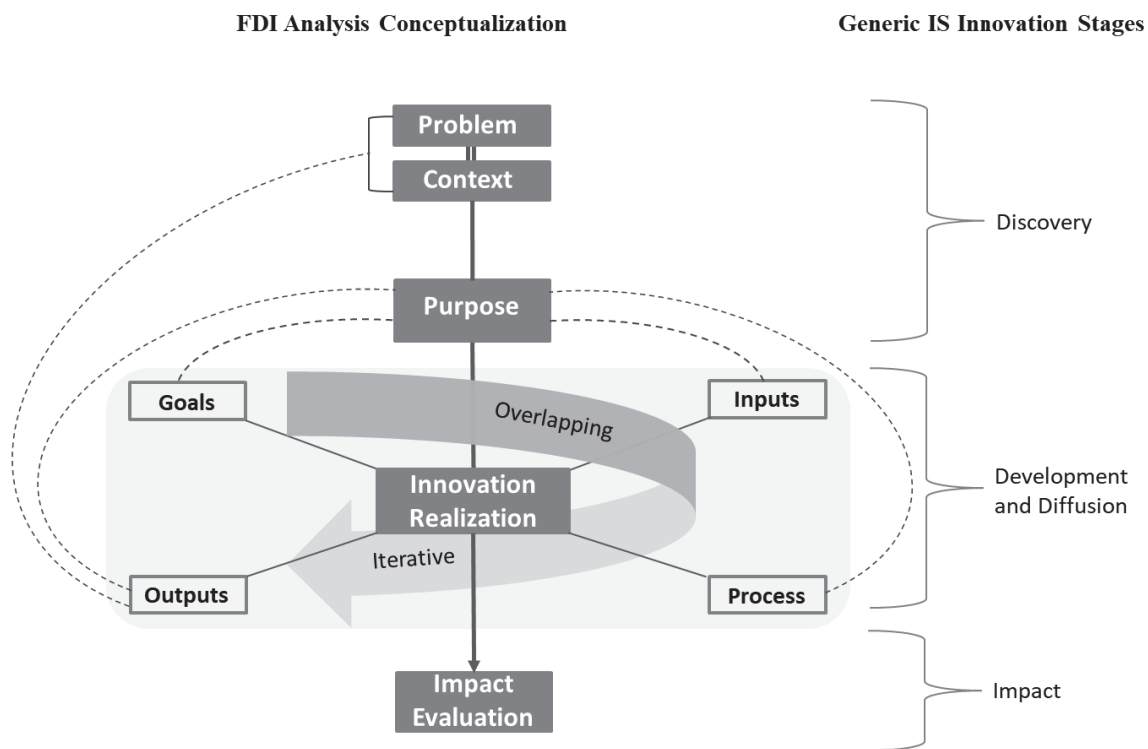 FDI Analysis Conceptualization
Generic IS Innovation Stages
Problem
Context
Discovery
Purpose
Goals
Inputs
Overlapping
Innovation
Realization
Development
and Diffusion
Iterative
Outputs
Process
Impact
Evaluation
Impact